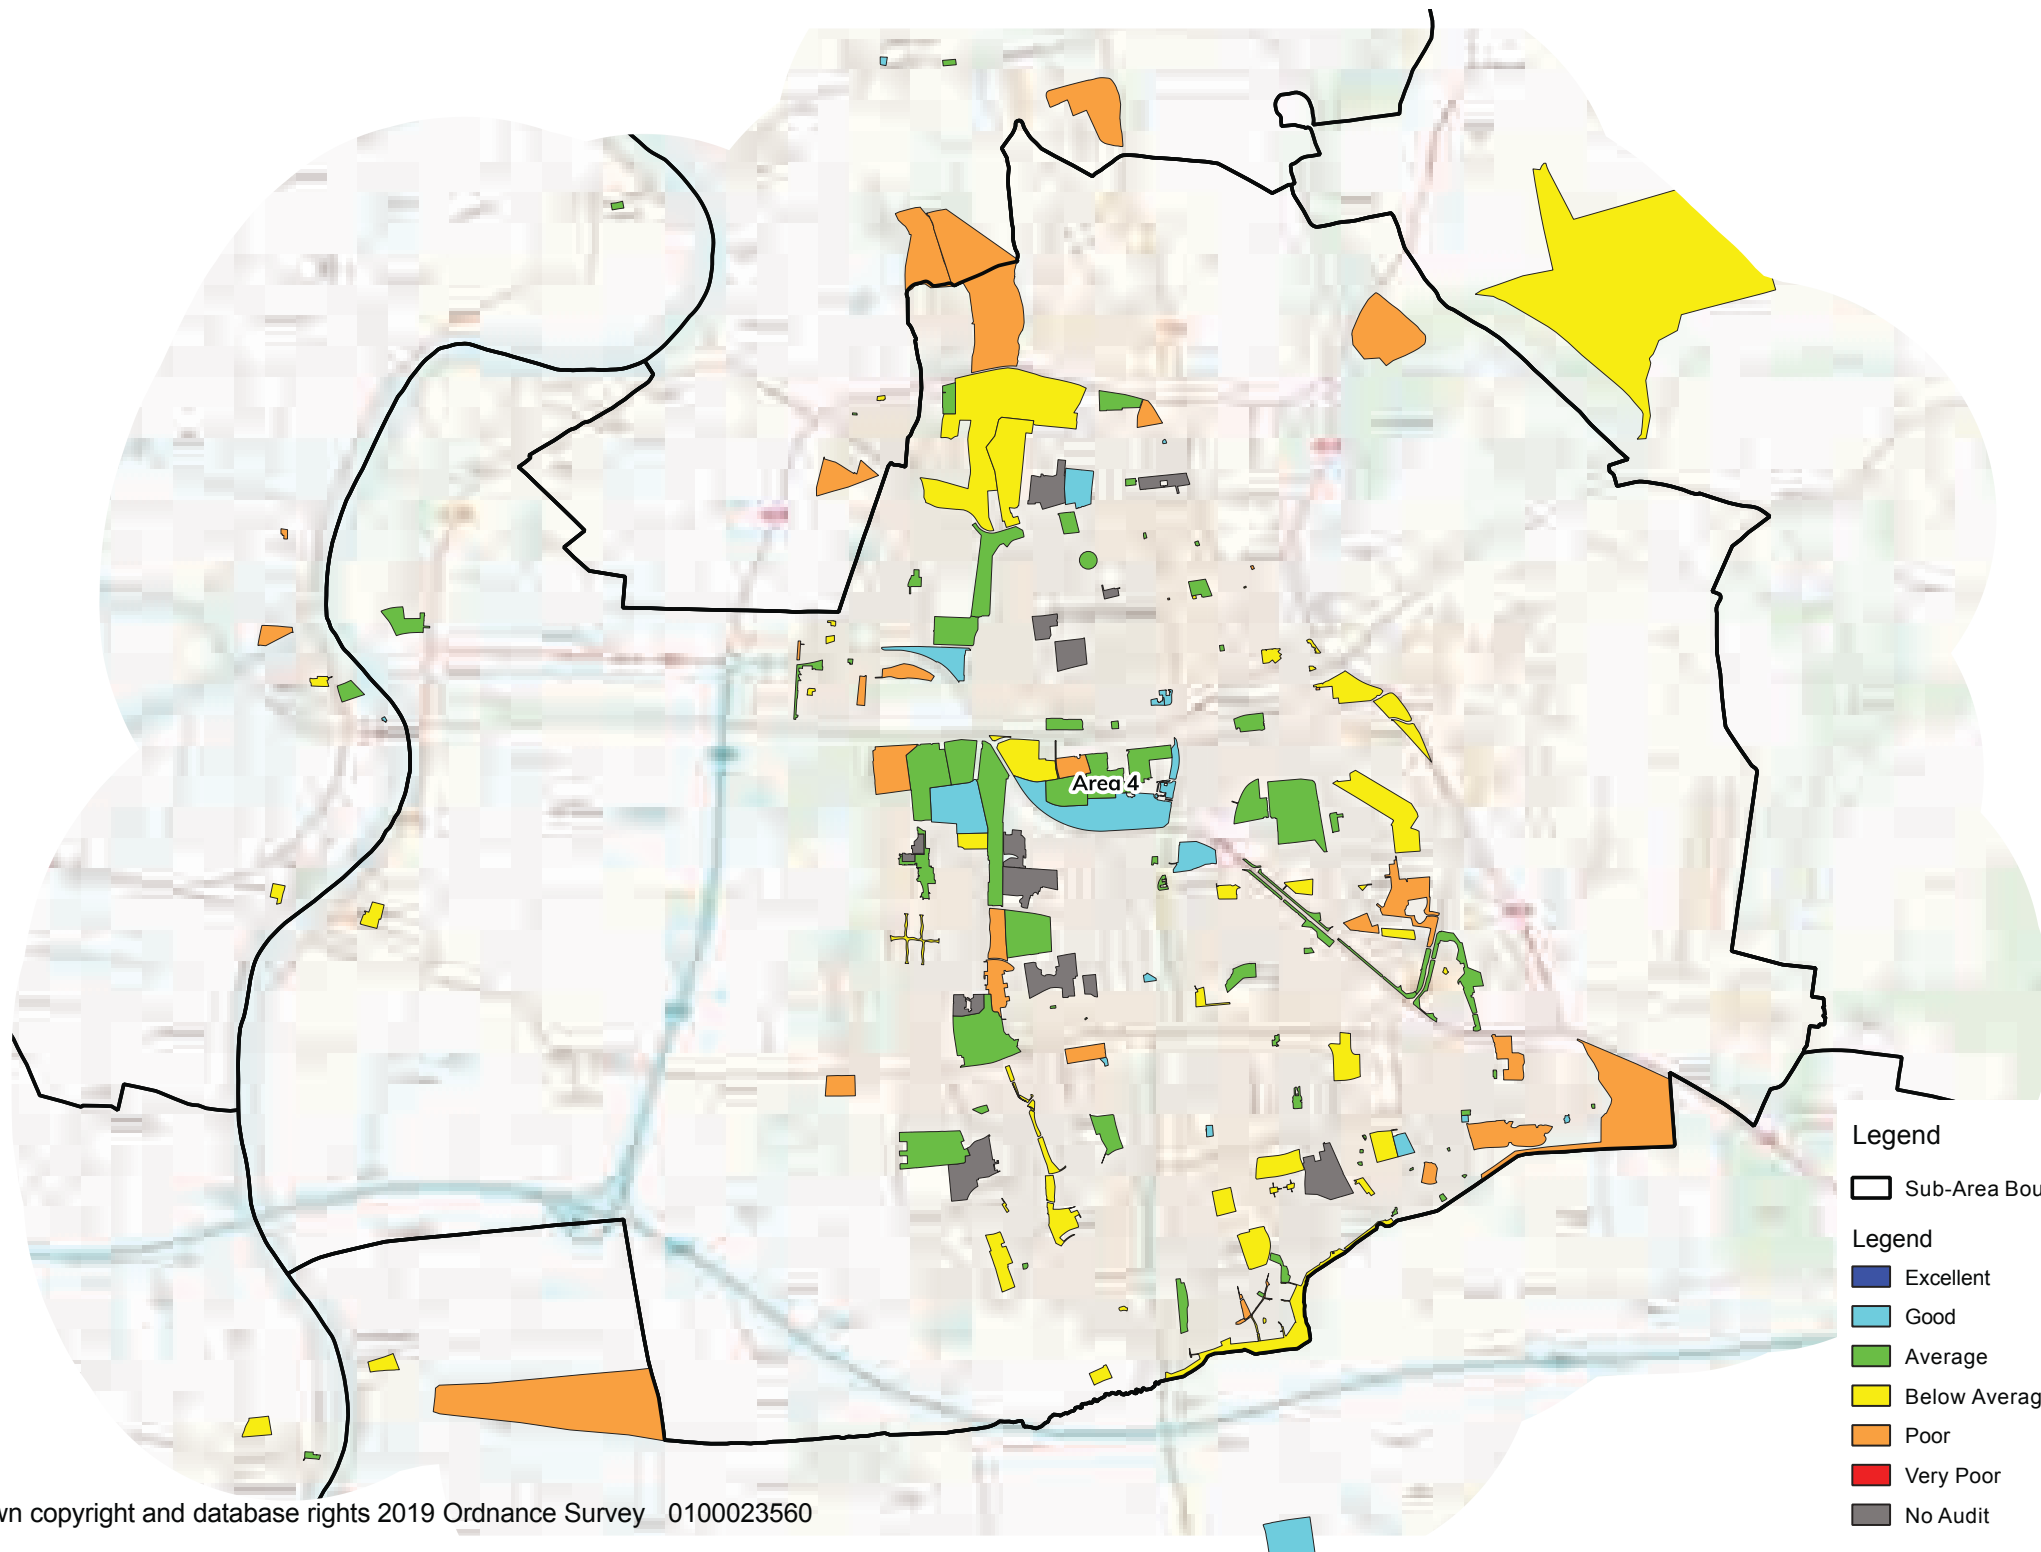 Area 4
Legend
Sub-Area Bou
Legend
Excellent
Good
Average
Below Averag
Poor
Very Poor
No Audit
wn copyright and database rights 2019 Ordnance Survey 0100023560